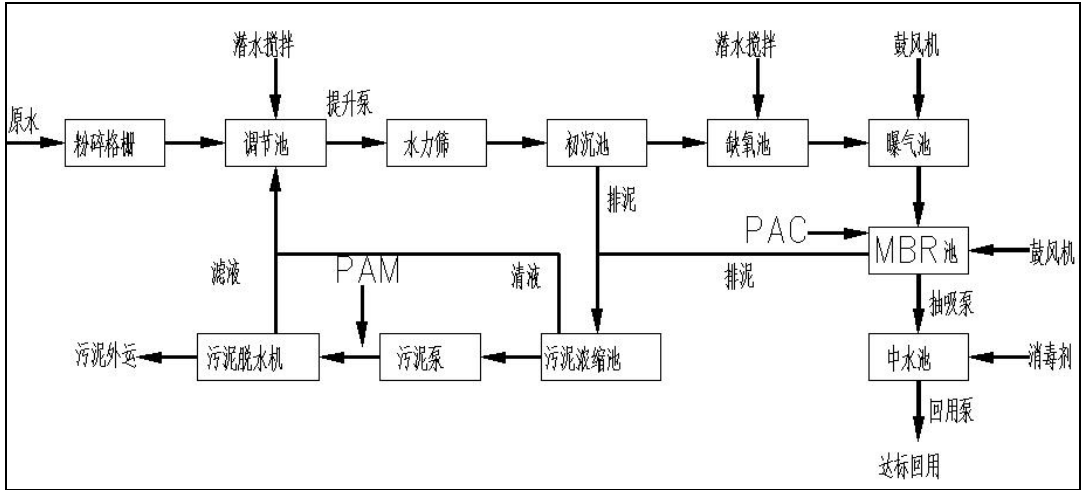 潜水搅拌
潜水搅拌
鼓风机
原水
提升泵
粉碎格栅
调节池
水力筛
初沉池
缺氧池
曝气池
排泥
PAC
MBR池
鼓风机
滤液
PAM
清液
排泥
抽吸泵
污泥外运
污泥脱水机
污泥泵
污泥浓缩池
中水池
消毒剂
回用泵
达标回用